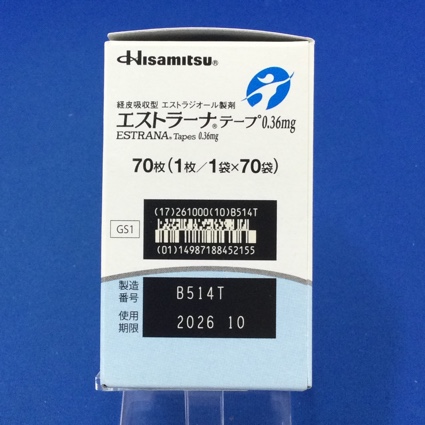 Hisamitsu®
経皮吸収型 エストラジオール製剤
エストラーナ®テープ0.36mg
ESTRANA® Tapes 0.36mg
70枚(1枚/1袋×70袋)
(17)261000(10)B514T
GS1
(01)14987188452155
製造番号 B514T
使用期限 2026 10